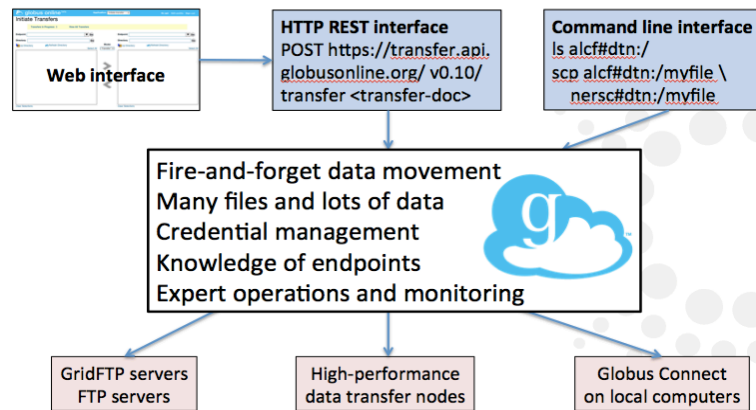 Initiate Transfers
Web interface
HTTP REST interface
POST https://transfer.api.
globusonline.org/ v0.10/
transfer <transfer-doc>
Command line interface
ls alcf#dtn:/
scp alcf#dtn:/myfile \
nersc#dtn:/myfile
Fire-and-forget data movement
Many files and lots of data
Credential management
Knowledge of endpoints
Expert operations and monitoring
g
™
GridFTP servers
FTP servers
High-performance
data transfer nodes
Globus Connect
on local computers